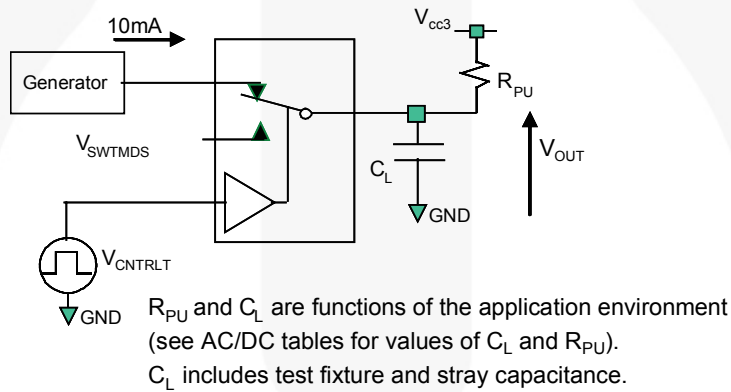 10mA
V_cc3
Generator
R_PU
V_SWTMDS
V_OUT
C_L
GND
V_CNTRLT
GND
R_PU and C_L are functions of the application environment
(see AC/DC tables for values of C_L and R_PU).
C_L includes test fixture and stray capacitance.